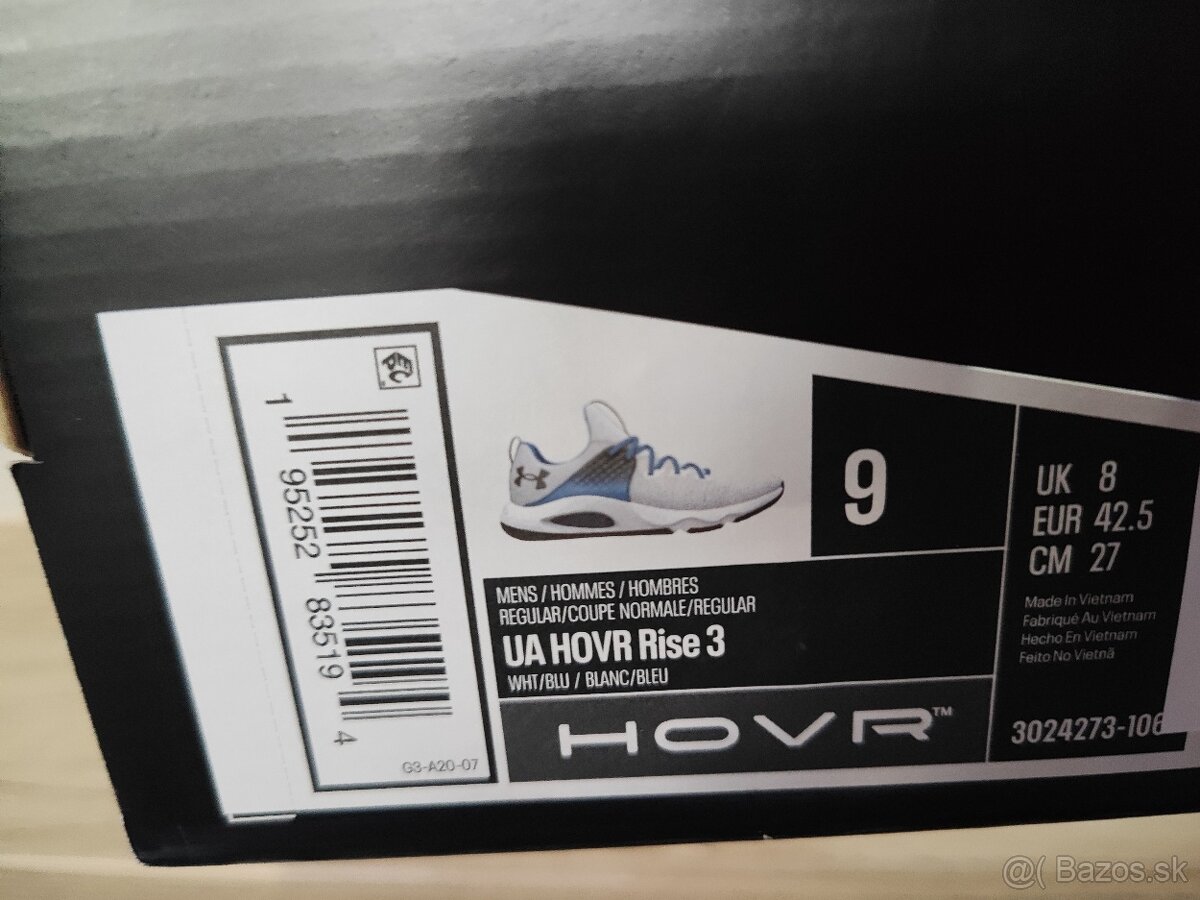 1 95252 83519 4
G3-A20-07
MENS / HOMMES / HOMBRES
REGULAR/COUPE NORMALE/REGULAR
UA HOVR Rise 3
WHT/BLU / BLANC/BLEU
HOVR™
9
UK 8
EUR 42.5
CM 27
Made In Vietnam
Fabriqué Au Vietnam
Hecho En Vietnam
Feito No Vietnã
3024273-106
@( Bazos.sk